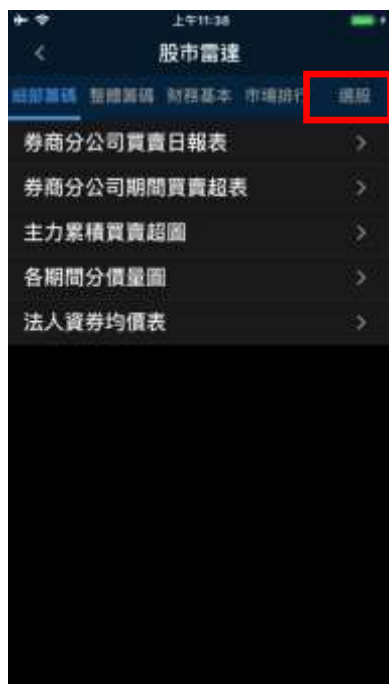 上午11:38
股市雷達
細部籌碼 整體籌碼 財務基本 市場排行 選股
券商分公司買賣日報表
券商分公司期間買賣超表
主力累積買賣超圖
各期間分價量圖
法人資券均價表